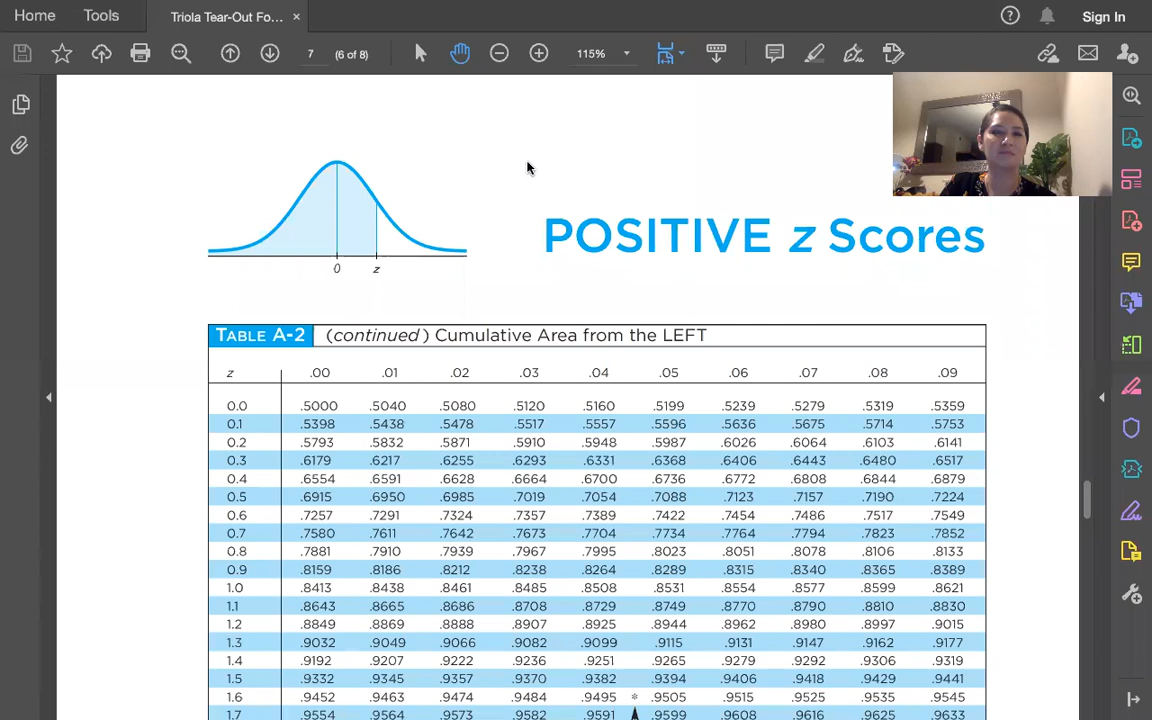 Home Tools Triola Tear-Out Fo... × Sign In
7 (6 of 8) 115%
0 z
POSITIVE z Scores
TABLE A-2 (continued) Cumulative Area from the LEFT
z .00 .01 .02 .03 .04 .05 .06 .07 .08 .09
0.0 .5000 .5040 .5080 .5120 .5160 .5199 .5239 .5279 .5319 .5359
0.1 .5398 .5438 .5478 .5517 .5557 .5596 .5636 .5675 .5714 .5753
0.2 .5793 .5832 .5871 .5910 .5948 .5987 .6026 .6064 .6103 .6141
0.3 .6179 .6217 .6255 .6293 .6331 .6368 .6406 .6443 .6480 .6517
0.4 .6554 .6591 .6628 .6664 .6700 .6736 .6772 .6808 .6844 .6879
0.5 .6915 .6950 .6985 .7019 .7054 .7088 .7123 .7157 .7190 .7224
0.6 .7257 .7291 .7324 .7357 .7389 .7422 .7454 .7486 .7517 .7549
0.7 .7580 .7611 .7642 .7673 .7704 .7734 .7764 .7794 .7823 .7852
0.8 .7881 .7910 .7939 .7967 .7995 .8023 .8051 .8078 .8106 .8133
0.9 .8159 .8186 .8212 .8238 .8264 .8289 .8315 .8340 .8365 .8389
1.0 .8413 .8438 .8461 .8485 .8508 .8531 .8554 .8577 .8599 .8621
1.1 .8643 .8665 .8686 .8708 .8729 .8749 .8770 .8790 .8810 .8830
1.2 .8849 .8869 .8888 .8907 .8925 .8944 .8962 .8980 .8997 .9015
1.3 .9032 .9049 .9066 .9082 .9099 .9115 .9131 .9147 .9162 .9177
1.4 .9192 .9207 .9222 .9236 .9251 .9265 .9279 .9292 .9306 .9319
1.5 .9332 .9345 .9357 .9370 .9382 .9394 .9406 .9418 .9429 .9441
1.6 .9452 .9463 .9474 .9484 .9495 * .9505 .9515 .9525 .9535 .9545
1.7 .9554 .9564 .9573 .9582 .9591 .9599 .9608 .9616 .9625 .9633